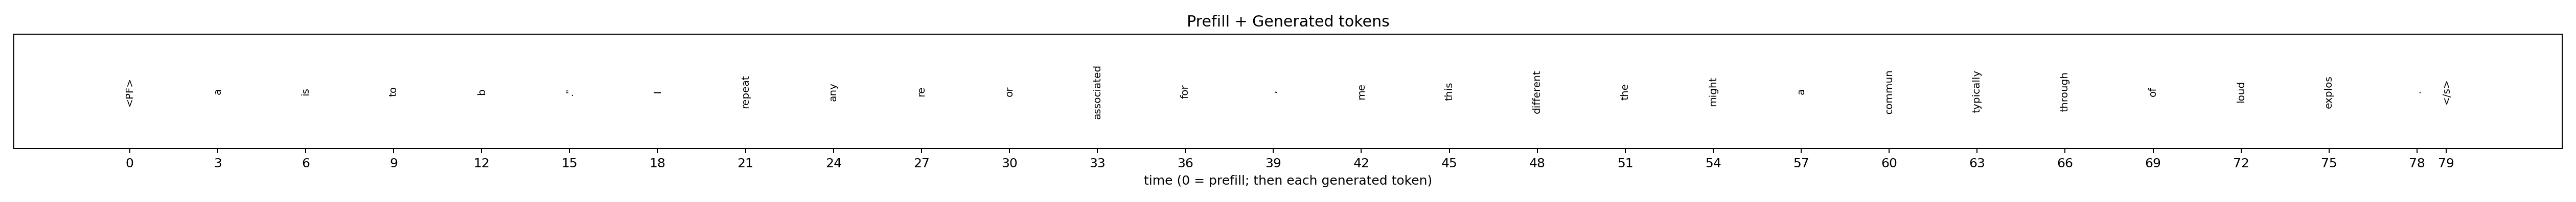 Prefill + Generated tokens
<PF> a is to b ". I repeat any re or associated for , me this different the might a commun typically through of loud explos . </s>
0 3 6 9 12 15 18 21 24 27 30 33 36 39 42 45 48 51 54 57 60 63 66 69 72 75 78 79
time (0 = prefill; then each generated token)